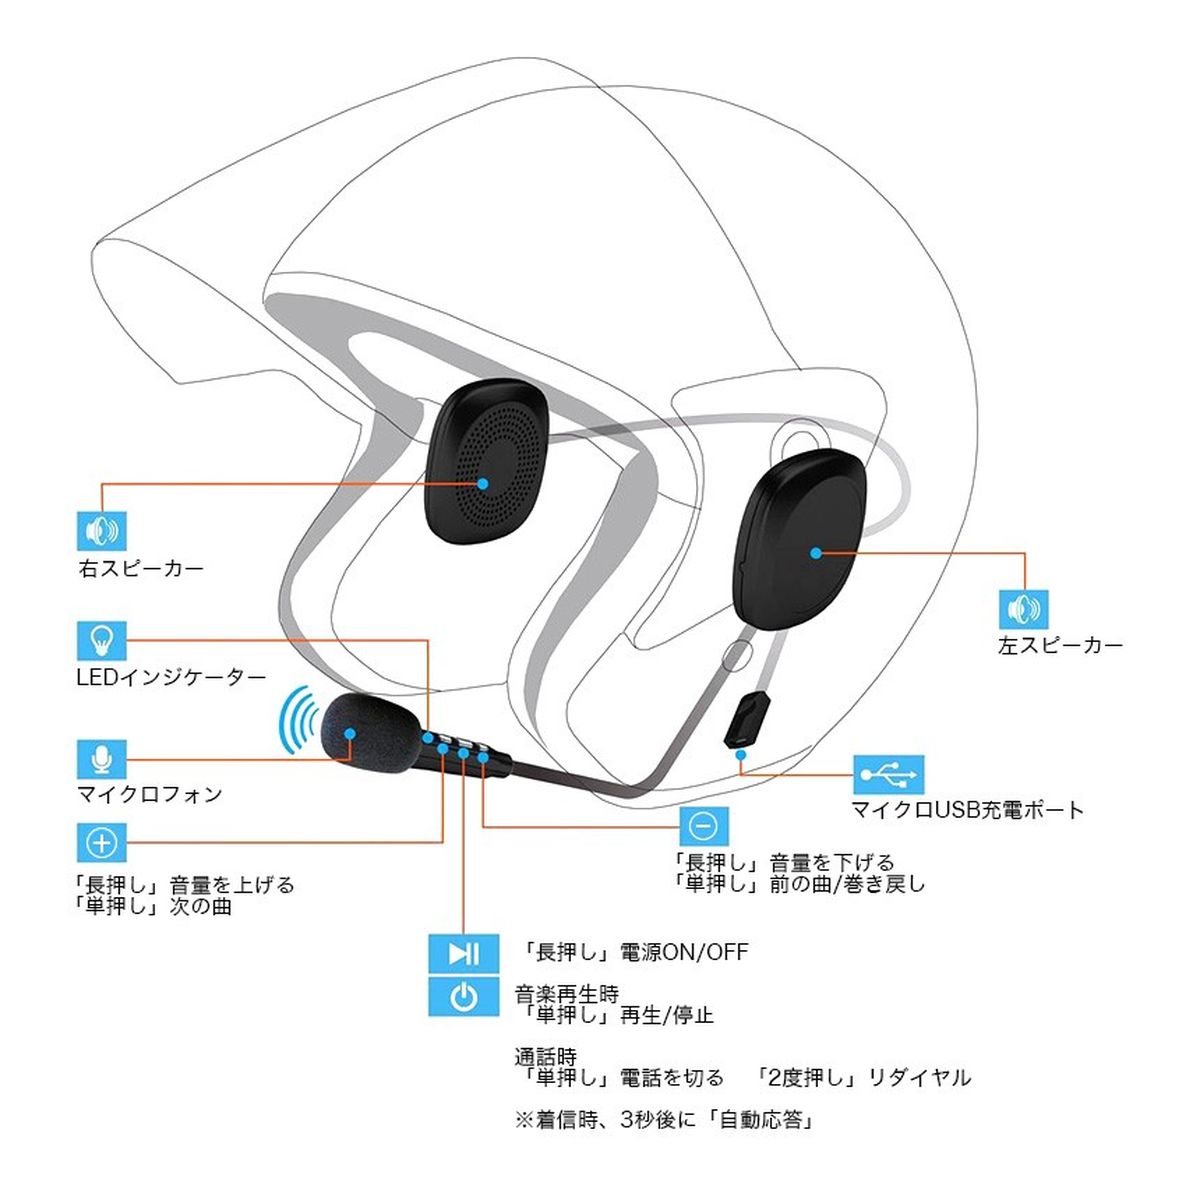 右スピーカー
左スピーカー
LEDインジケーター
マイクロフォン
マイクロUSB充電ポート
「長押し」音量を上げる
「単押し」次の曲
「長押し」音量を下げる
「単押し」前の曲/巻き戻し
「長押し」電源ON/OFF
音楽再生時
「単押し」再生/停止
通話時
「単押し」電話を切る 「2度押し」リダイヤル
※着信時、3秒後に「自動応答」